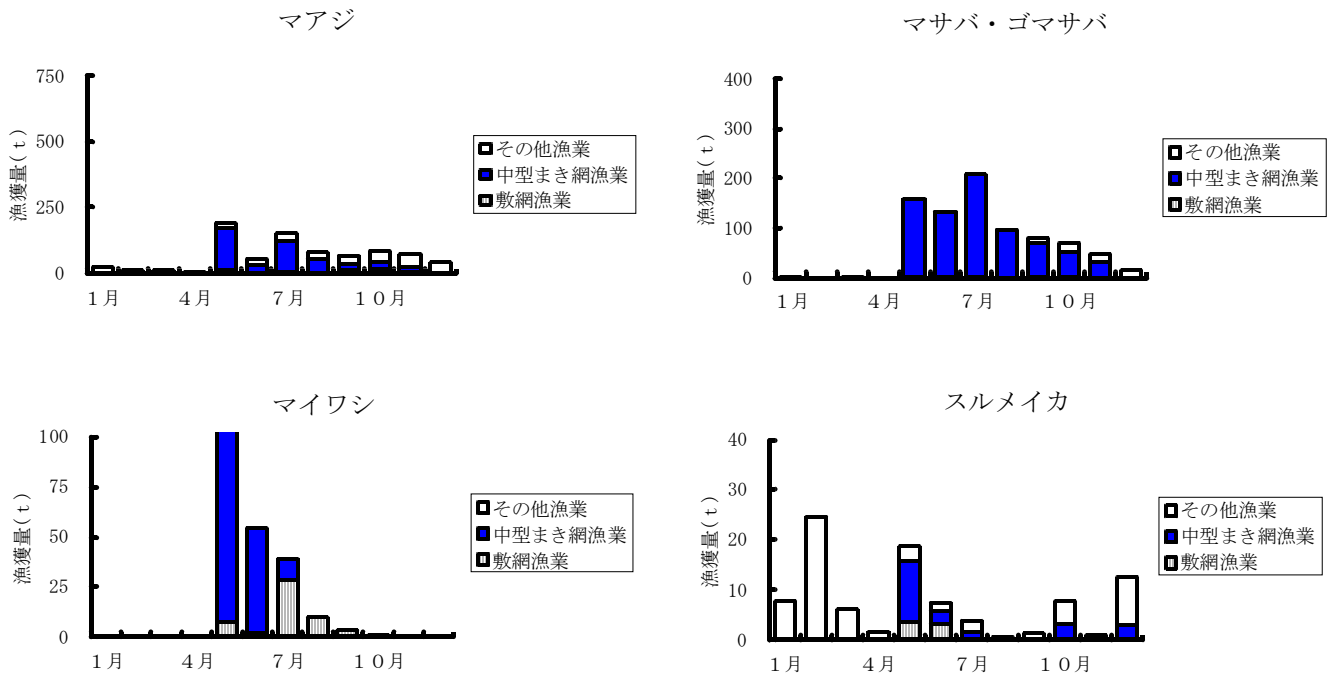 マアジ
750
500
250
0
漁獲量(t)
1月 4月 7月 10月
その他漁業
中型まき網漁業
敷網漁業
マサバ・ゴマサバ
400
300
200
100
0
漁獲量(t)
1月 4月 7月 10月
その他漁業
中型まき網漁業
敷網漁業
マイワシ
100
75
50
25
0
漁獲量(t)
1月 4月 7月 10月
その他漁業
中型まき網漁業
敷網漁業
スルメイカ
40
30
20
10
0
漁獲量(t)
1月 4月 7月 10月
その他漁業
中型まき網漁業
敷網漁業